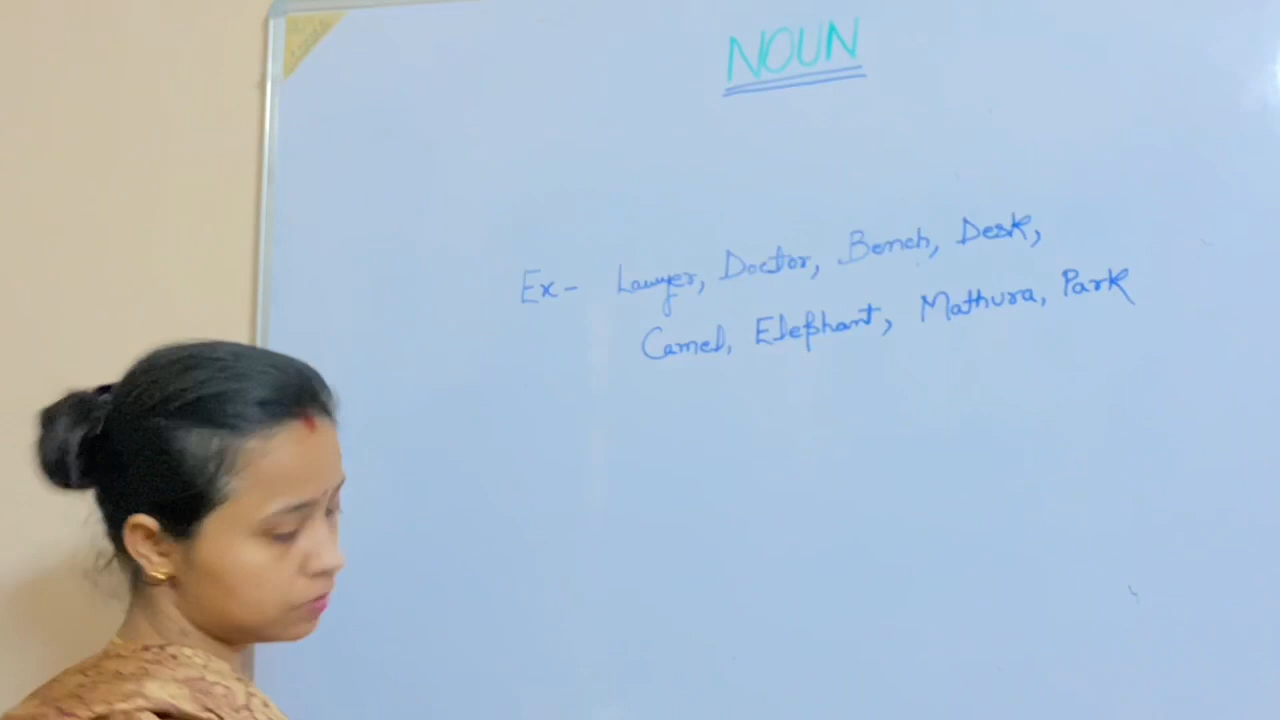 NOUN
Ex- Lawyer, Doctor, Bench, Desk,
Camel, Elephant, Mathura, Park